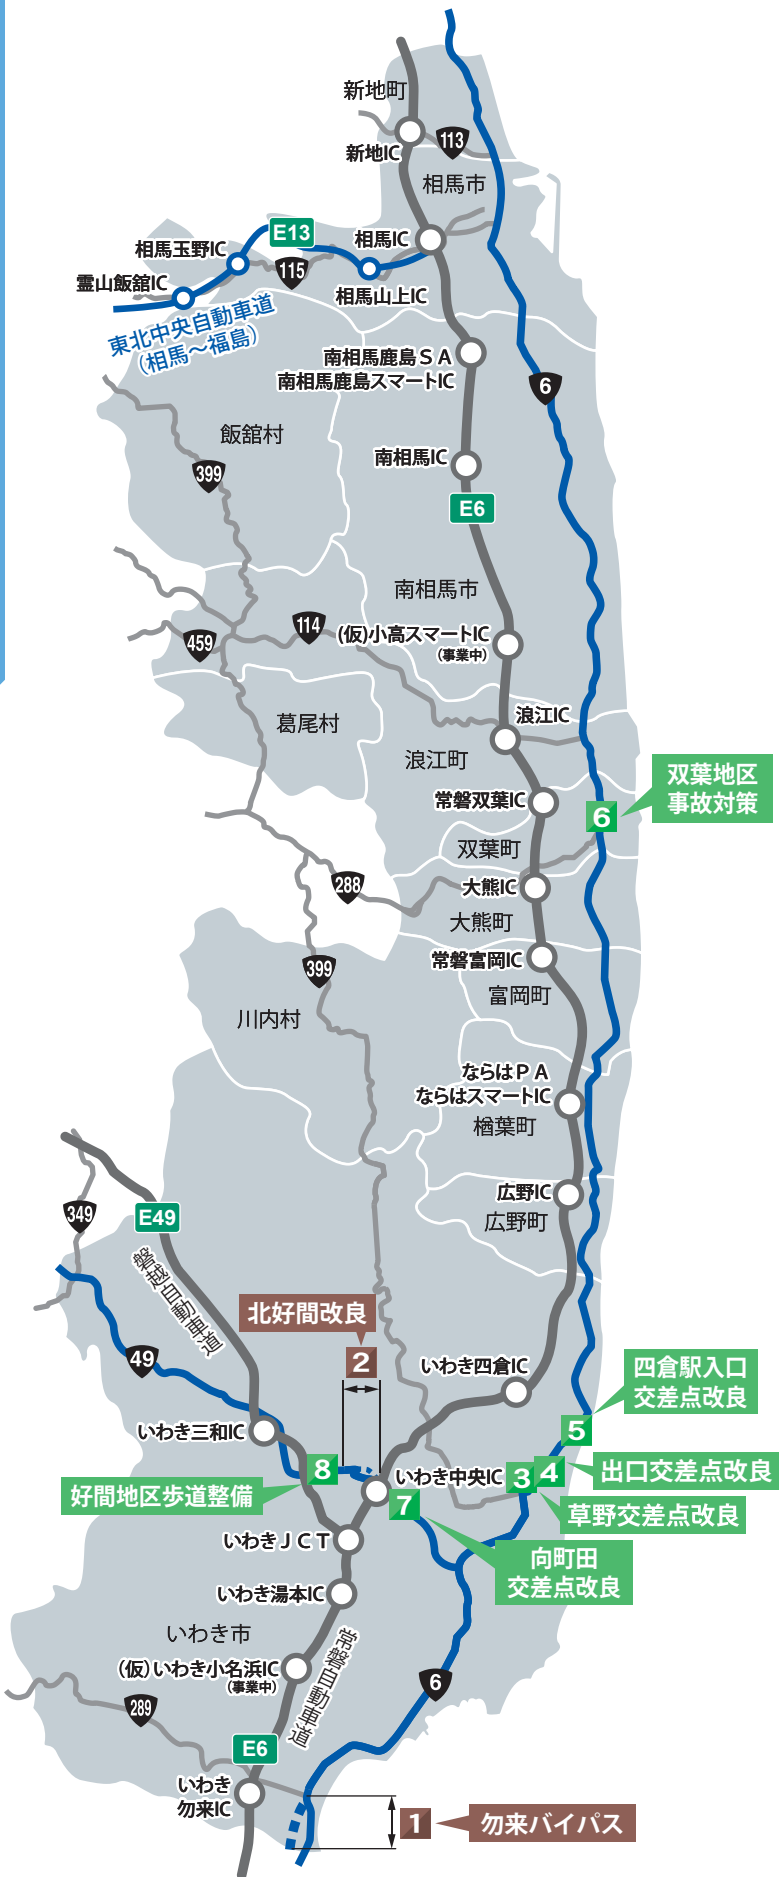 新地町
新地IC
113
相馬市
E13
相馬IC
相馬玉野IC
115
霊山飯舘IC
相馬山上IC
東北中央自動車道
(相馬～福島)
南相馬鹿島ＳＡ
南相馬鹿島スマートIC
6
飯舘村
南相馬IC
399
E6
南相馬市
114
(仮)小高スマートIC
(事業中)
459
浪江IC
葛尾村
浪江町
双葉地区
事故対策
常磐双葉IC
6
双葉町
288
大熊IC
大熊町
常磐富岡IC
399
富岡町
川内村
ならはＰＡ
ならはスマートIC
楢葉町
広野IC
広野町
349
E49
磐越自動車道
北好間改良
2
49
いわき四倉IC
四倉駅入口
交差点改良
5
いわき三和IC
8
いわき中央IC
3
4
出口交差点改良
好間地区歩道整備
7
草野交差点改良
いわきＪＣＴ
向町田
交差点改良
いわき湯本IC
いわき市
常磐自動車道
(仮)いわき小名浜IC
(事業中)
6
289
E6
いわき
勿来IC
1
勿来バイパス